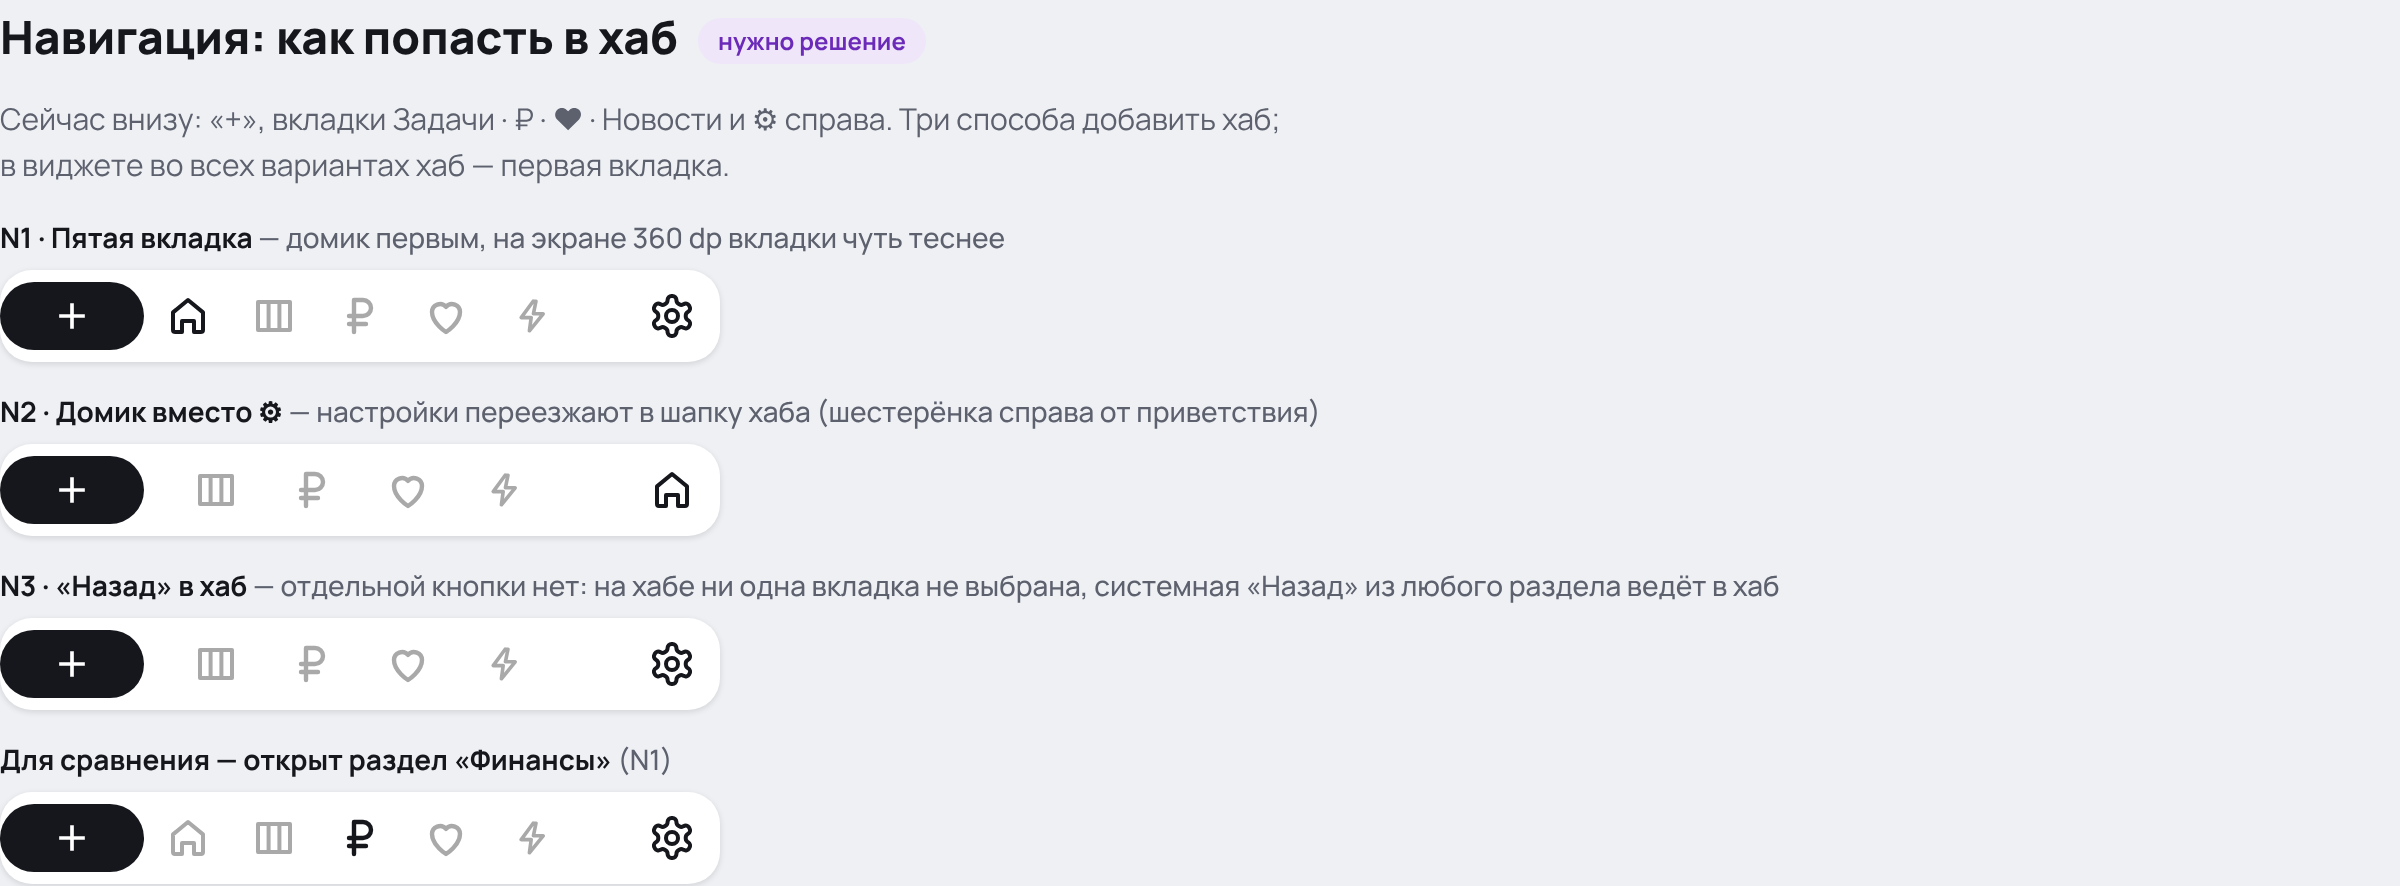 Навигация: как попасть в хаб нужно решение
Сейчас внизу: «+», вкладки Задачи · ₽ · ♥ · Новости и ⚙ справа. Три способа добавить хаб;
в виджете во всех вариантах хаб — первая вкладка.
N1 · Пятая вкладка — домик первым, на экране 360 dp вкладки чуть теснее
+ ₽
N2 · Домик вместо ⚙ — настройки переезжают в шапку хаба (шестерёнка справа от приветствия)
+ ₽
N3 · «Назад» в хаб — отдельной кнопки нет: на хабе ни одна вкладка не выбрана, системная «Назад» из любого раздела ведёт в хаб
+ ₽
Для сравнения — открыт раздел «Финансы» (N1)
+ ₽